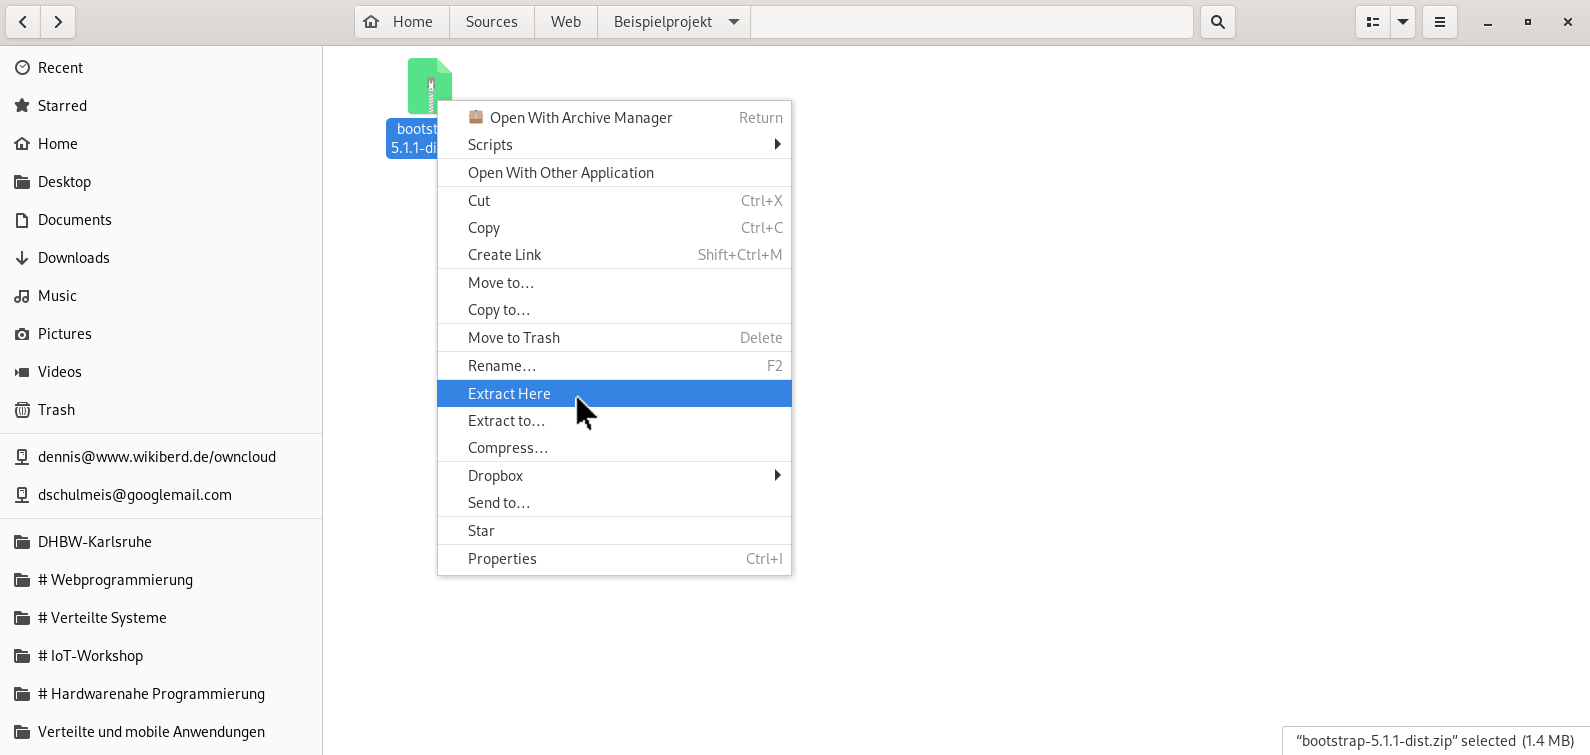 Home Sources Web Beispielprojekt
Recent
Starred
Home
Desktop
Documents
Downloads
Music
Pictures
Videos
Trash
dennis@www.wikiberd.de/owncloud
dschulmeis@googlemail.com
DHBW-Karlsruhe
# Webprogrammierung
# Verteilte Systeme
# IoT-Workshop
# Hardwarenahe Programmierung
Verteilte und mobile Anwendungen
bootst
5.1.1-di
Open With Archive Manager Return
Scripts
Open With Other Application
Cut Ctrl+X
Copy Ctrl+C
Create Link Shift+Ctrl+M
Move to…
Copy to…
Move to Trash Delete
Rename… F2
Extract Here
Extract to…
Compress…
Dropbox
Send to…
Star
Properties Ctrl+I
“bootstrap-5.1.1-dist.zip” selected (1.4 MB)